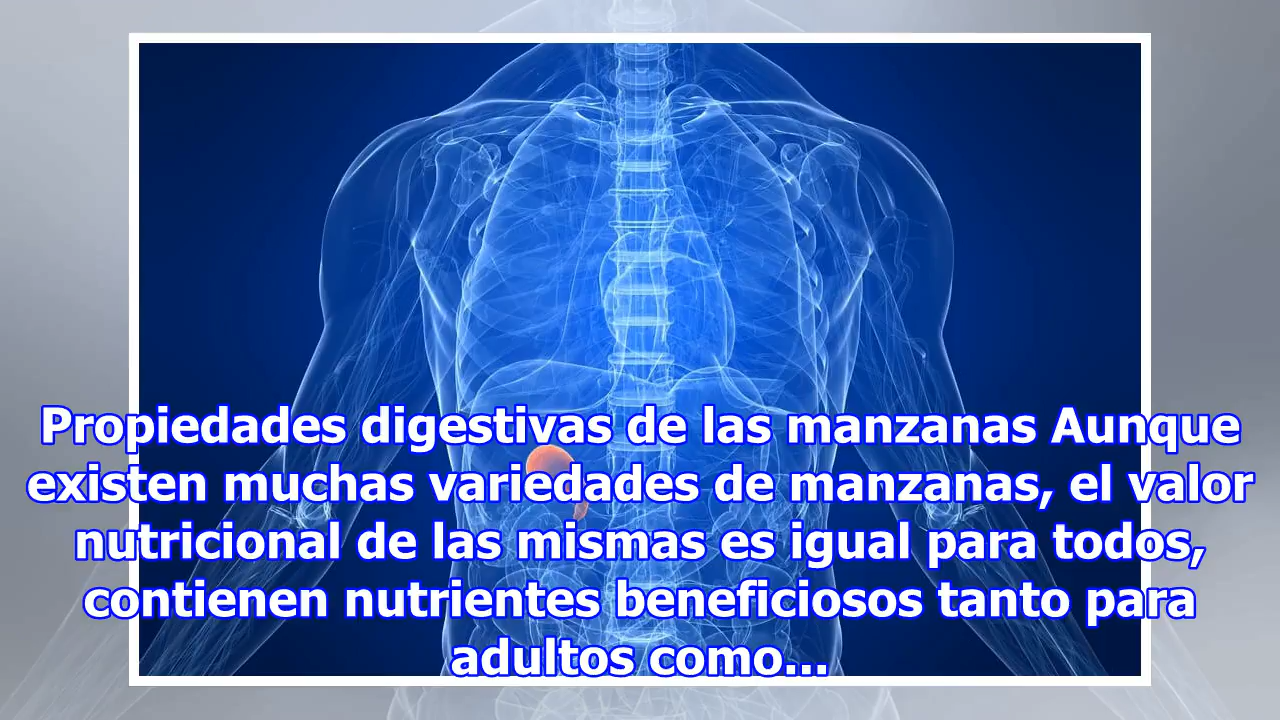 Propiedades digestivas de las manzanas Aunque
existen muchas variedades de manzanas, el valor
nutricional de las mismas es igual para todos,
contienen nutrientes beneficiosos tanto para
adultos como...